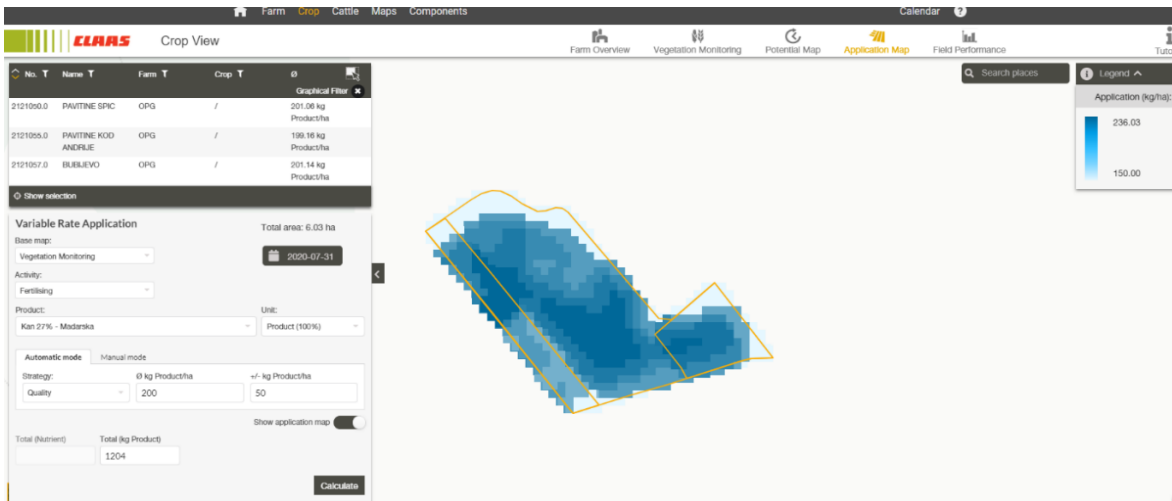 Farm Crop Cattle Maps Components Calendar ?
CLAAS Crop View
Farm Overview Vegetation Monitoring Potential Map Application Map Field Performance
No. Name Farm Crop Ø
Graphical Filter
2121050.0 PAVITINE SPIC OPG / 201.06 kg
Product/ha
2121055.0 PAVITINE KOD OPG / 199.16 kg
ANDRIJE Product/ha
2121057.0 BUBIJEVO OPG / 201.14 kg
Product/ha
Show selection
Variable Rate Application Total area: 6.03 ha
Base map:
Vegetation Monitoring 2020-07-31
Activity:
Fertilising
Product: Unit:
Kan 27% - Madarska Product (100%)
Automatic mode Manual mode
Strategy: Ø kg Product/ha +/- kg Product/ha
Quality 200 50
Show application map
Total (Nutrient) Total (kg Product)
1204
Calculate
Search places
Legend
Application (kg/ha):
236.03
150.00